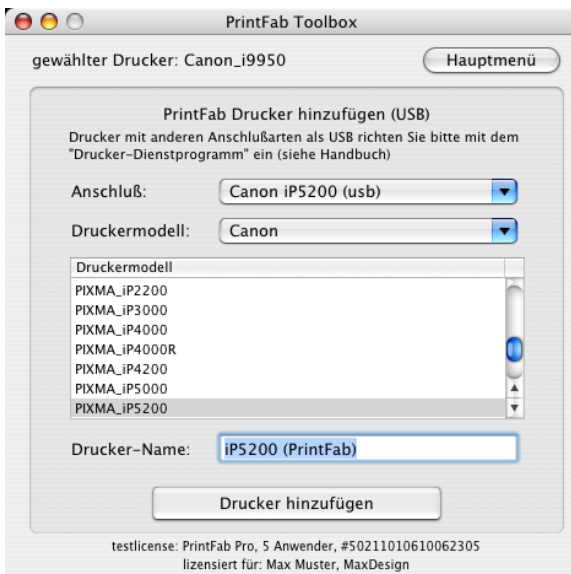 PrintFab Toolbox
gewählter Drucker: Canon_i9950
Hauptmenü
PrintFab Drucker hinzufügen (USB)
Drucker mit anderen Anschlußarten als USB richten Sie bitte mit dem
"Drucker-Dienstprogramm" ein (siehe Handbuch)
Anschluß: Canon iP5200 (usb)
Druckermodell: Canon
Druckermodell
PIXMA_iP2200
PIXMA_iP3000
PIXMA_iP4000
PIXMA_iP4000R
PIXMA_iP4200
PIXMA_iP5000
PIXMA_iP5200
Drucker-Name: iP5200 (PrintFab)
Drucker hinzufügen
testlicense: PrintFab Pro, 5 Anwender, #50211010610062305
lizensiert für: Max Muster, MaxDesign